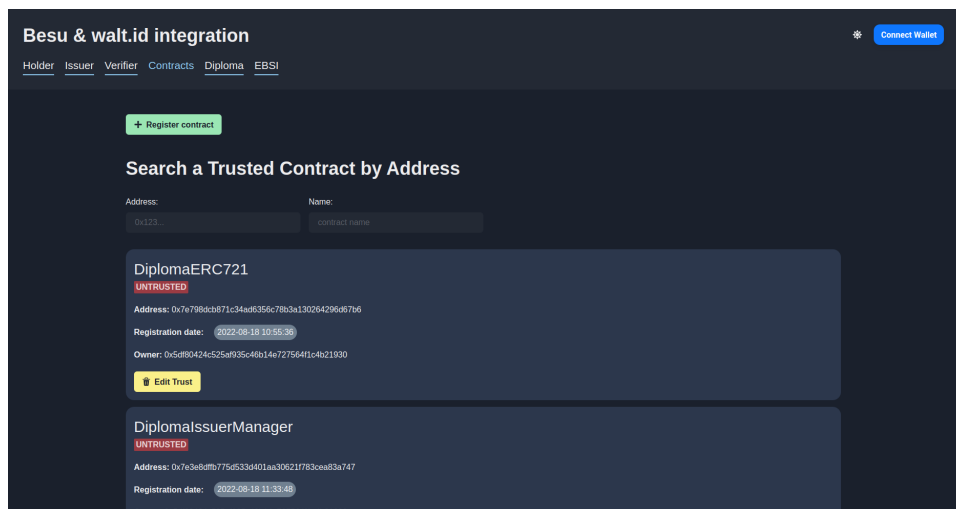 Besu & walt.id integration
Connect Wallet
Holder Issuer Verifier Contracts Diploma EBSI
+ Register contract
Search a Trusted Contract by Address
Address: Name:
0x123... contract name
DiplomaERC721
UNTRUSTED
Address: 0x7e798dcb871c34ad6356c78b3a130264296d67b6
Registration date: 2022-08-18 10:55:36
Owner: 0x5df80424c525af935c46b14e727564f1c4b21930
Edit Trust
DiplomaIssuerManager
UNTRUSTED
Address: 0x7e3e8dffb775d533d401aa30621f783cea83a747
Registration date: 2022-08-18 11:33:48